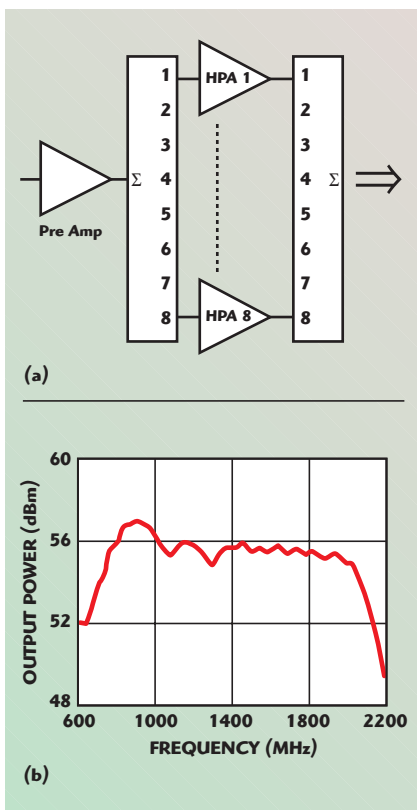 1 HPA 1 1
2 2
3 3
Σ 4 4 Σ
Pre Amp
5 5
6 6
7 7
8 HPA 8 8
(a)
60
56
52
48
OUTPUT POWER (dBm)
600 1000 1400 1800 2200
FREQUENCY (MHz)
(b)